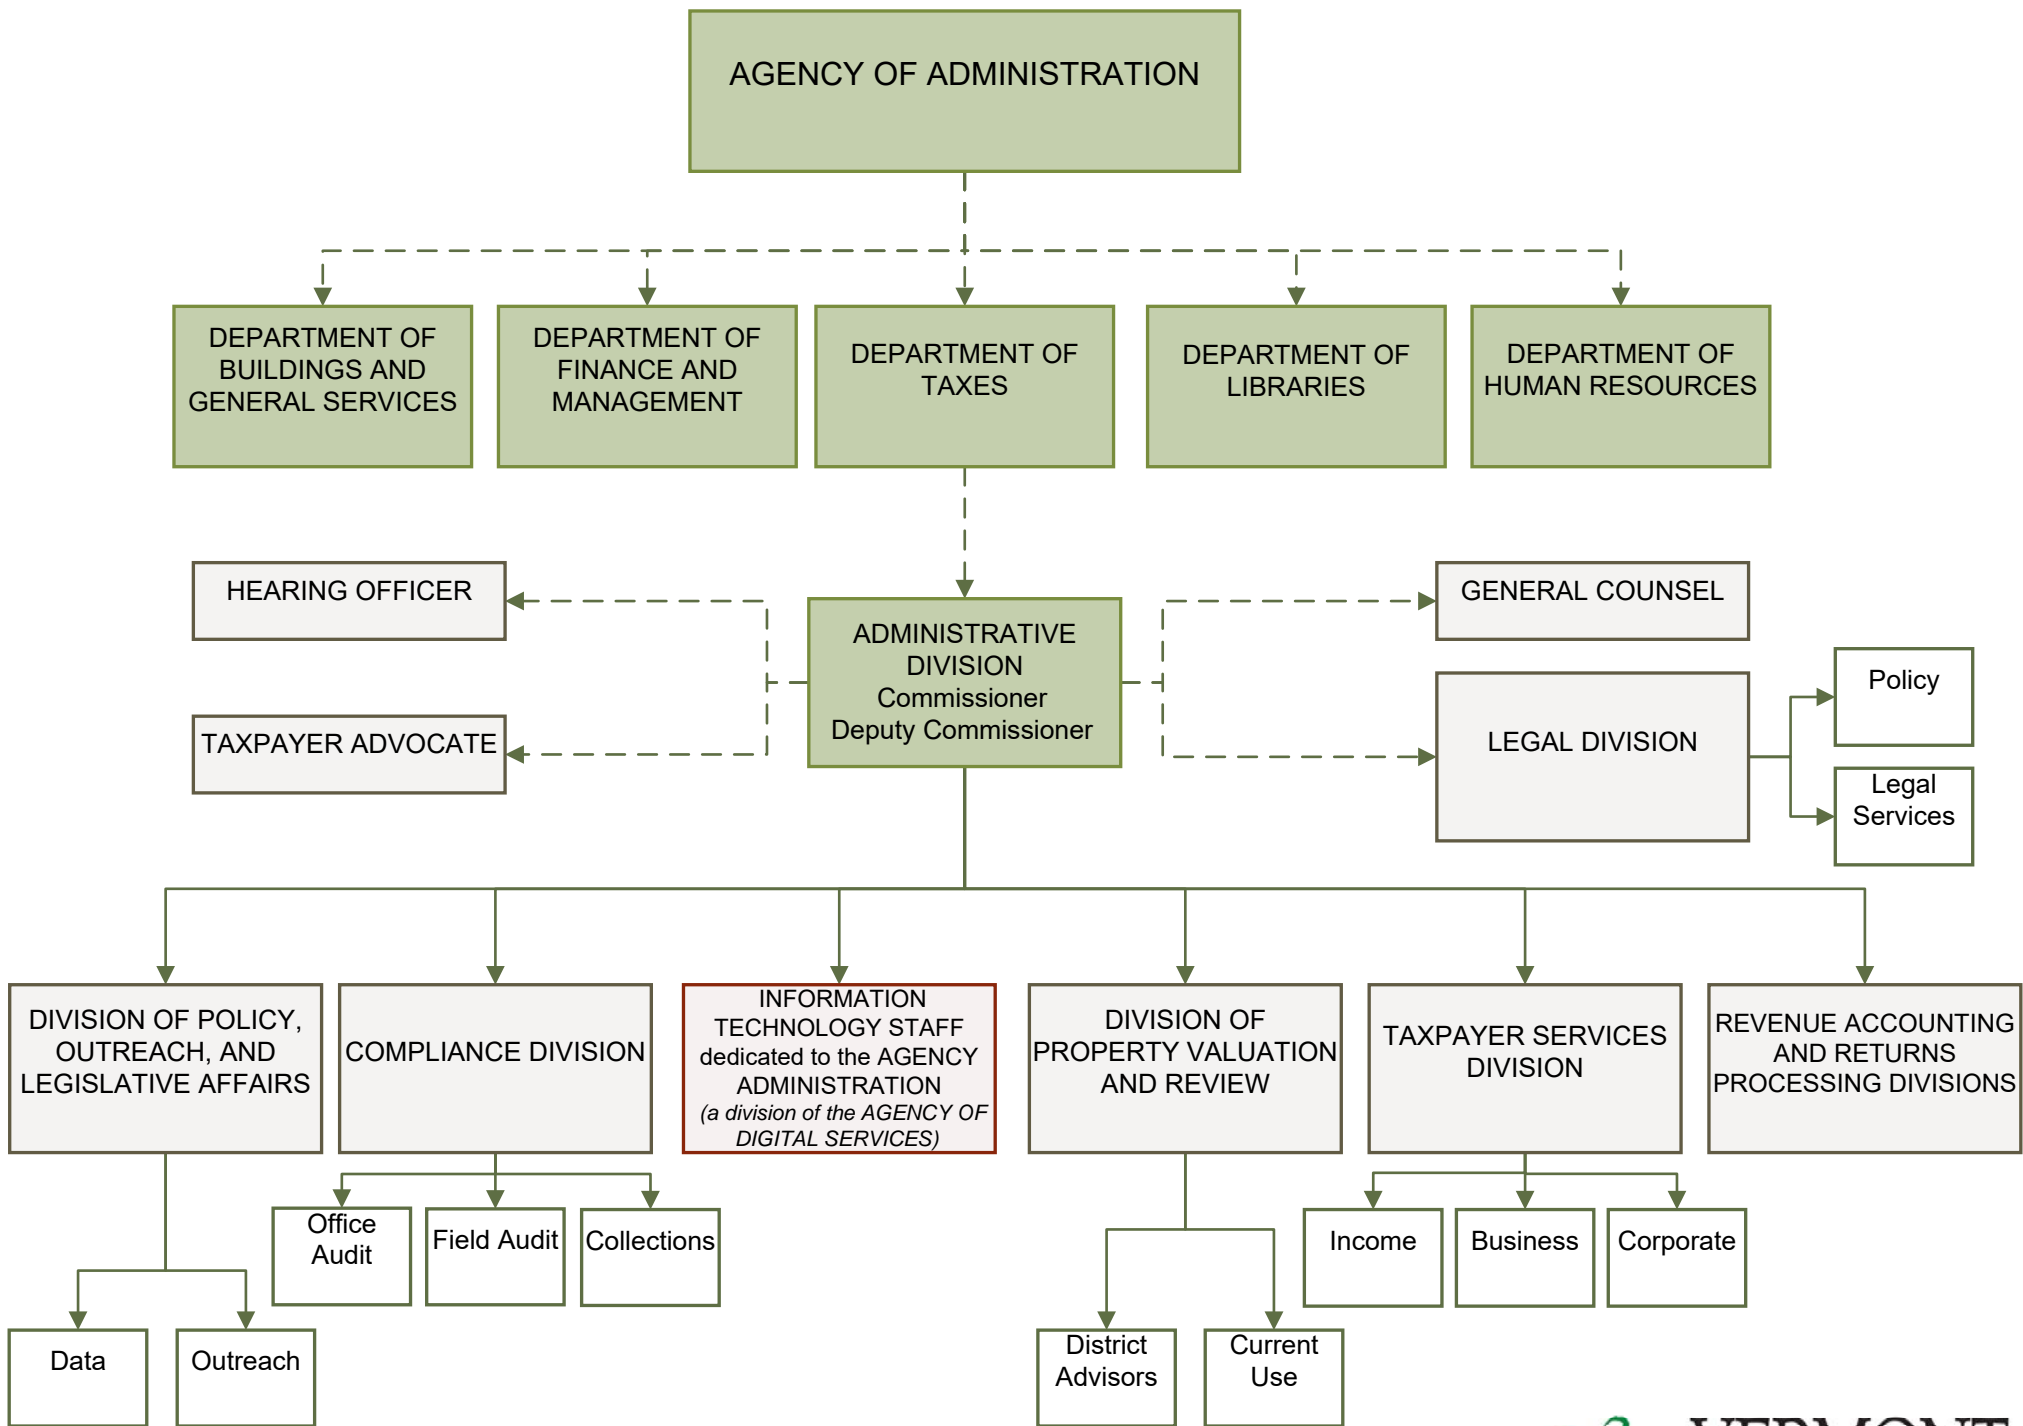 AGENCY OF ADMINISTRATION
DEPARTMENT OF
BUILDINGS AND
GENERAL SERVICES
DEPARTMENT OF
FINANCE AND
MANAGEMENT
DEPARTMENT OF
TAXES
DEPARTMENT OF
LIBRARIES
DEPARTMENT OF
HUMAN RESOURCES
HEARING OFFICER
TAXPAYER ADVOCATE
ADMINISTRATIVE
DIVISION
Commissioner
Deputy Commissioner
GENERAL COUNSEL
LEGAL DIVISION
Policy
Legal
Services
DIVISION OF POLICY,
OUTREACH, AND
LEGISLATIVE AFFAIRS
COMPLIANCE DIVISION
INFORMATION
TECHNOLOGY STAFF
dedicated to the AGENCY
ADMINISTRATION
(a division of the AGENCY OF
DIGITAL SERVICES)
DIVISION OF
PROPERTY VALUATION
AND REVIEW
TAXPAYER SERVICES
DIVISION
REVENUE ACCOUNTING
AND RETURNS
PROCESSING DIVISIONS
Office
Audit
Field Audit
Collections
Income
Business
Corporate
Data
Outreach
District
Advisors
Current
Use
VERMONT